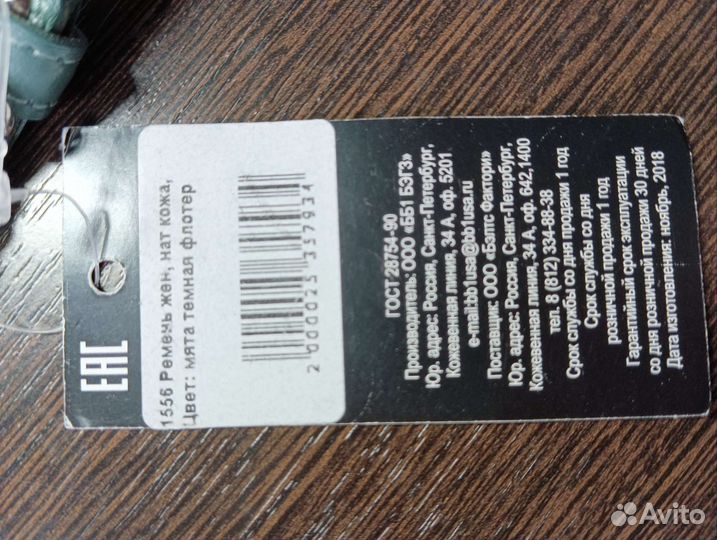 EAC
1556 Ремень жен, нат кожа,
Цвет: мята темная флотер
2 000025 357934
ГОСТ 28754-90
Производитель: ООО «ББ1 БЭГЗ»
Юр. адрес: Россия, Санкт-Петербург,
Кожевенная линия, 34 А, оф. 5201
e-mail:bb1usa@bb1usa.ru
Поставщик: ООО «Бэгс Фактори»
Юр. адрес: Россия, Санкт-Петербург,
Кожевенная линия, 34 А, оф. 642,1400
тел. 8 (812) 334-88-38
Срок службы со дня продажи 1 год
Срок службы со дня
розничной продажи 1 год
Гарантийный срок эксплуатации
со дня розничной продажи 30 дней
Дата изготовления: ноябрь, 2018
Avito